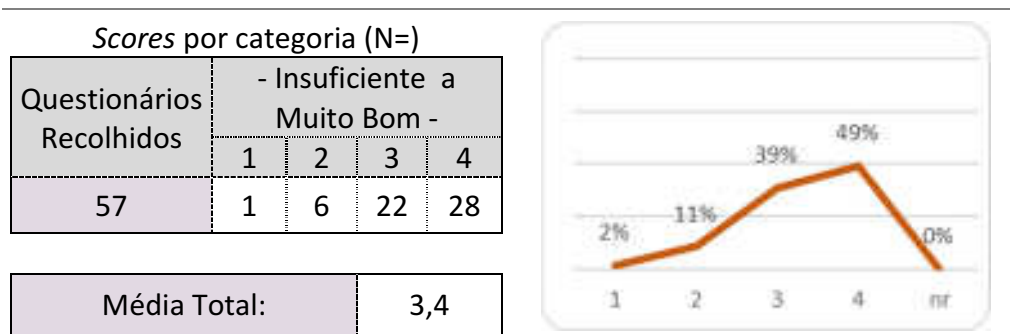 Scores por categoria (N=)
Questionários
Recolhidos
- Insuficiente a
Muito Bom -
1 2 3 4
57 1 6 22 28
Média Total: 3,4
49%
39%
11%
2%
0%
1 2 3 4 nr